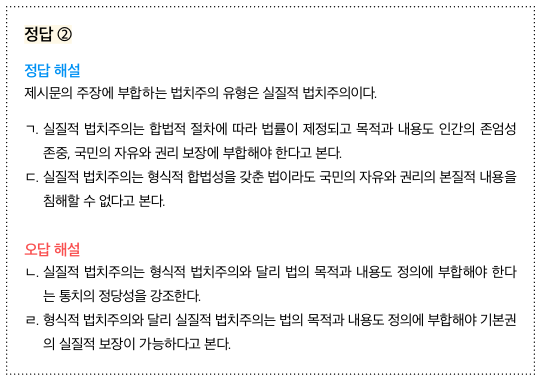 정답 ②
정답 해설
제시문의 주장에 부합하는 법치주의 유형은 실질적 법치주의이다.
ㄱ. 실질적 법치주의는 합법적 절차에 따라 법률이 제정되고 목적과 내용도 인간의 존엄성
존중, 국민의 자유와 권리 보장에 부합해야 한다고 본다.
ㄷ. 실질적 법치주의는 형식적 합법성을 갖춘 법이라도 국민의 자유와 권리의 본질적 내용을
침해할 수 없다고 본다.
오답 해설
ㄴ. 실질적 법치주의는 형식적 법치주의와 달리 법의 목적과 내용도 정의에 부합해야 한다
는 통치의 정당성을 강조한다.
ㄹ. 형식적 법치주의와 달리 실질적 법치주의는 법의 목적과 내용도 정의에 부합해야 기본권
의 실질적 보장이 가능하다고 본다.